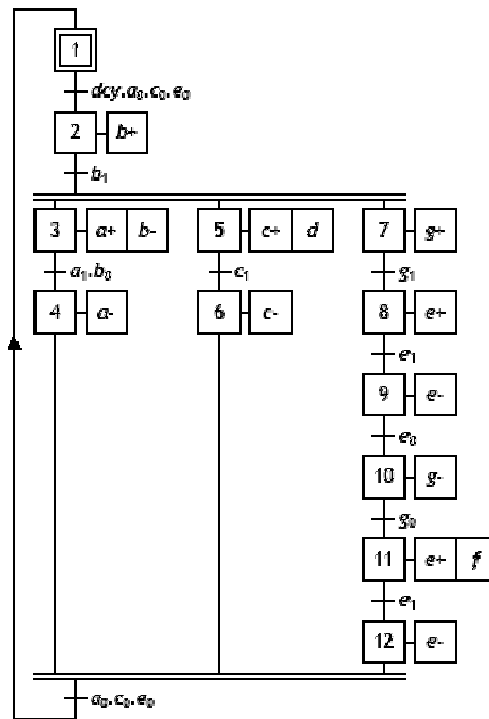 1
dcy.a₀.c₀.e₀
2 b+
b₁
3 a+ b- 5 c+ d 7 g+
a₁.b₀ c₁ g₁
4 a- 6 c- 8 e+
e₁
9 e-
e₀
10 g-
g₀
11 e+ f
e₁
12 e-
a₀.c₀.e₀